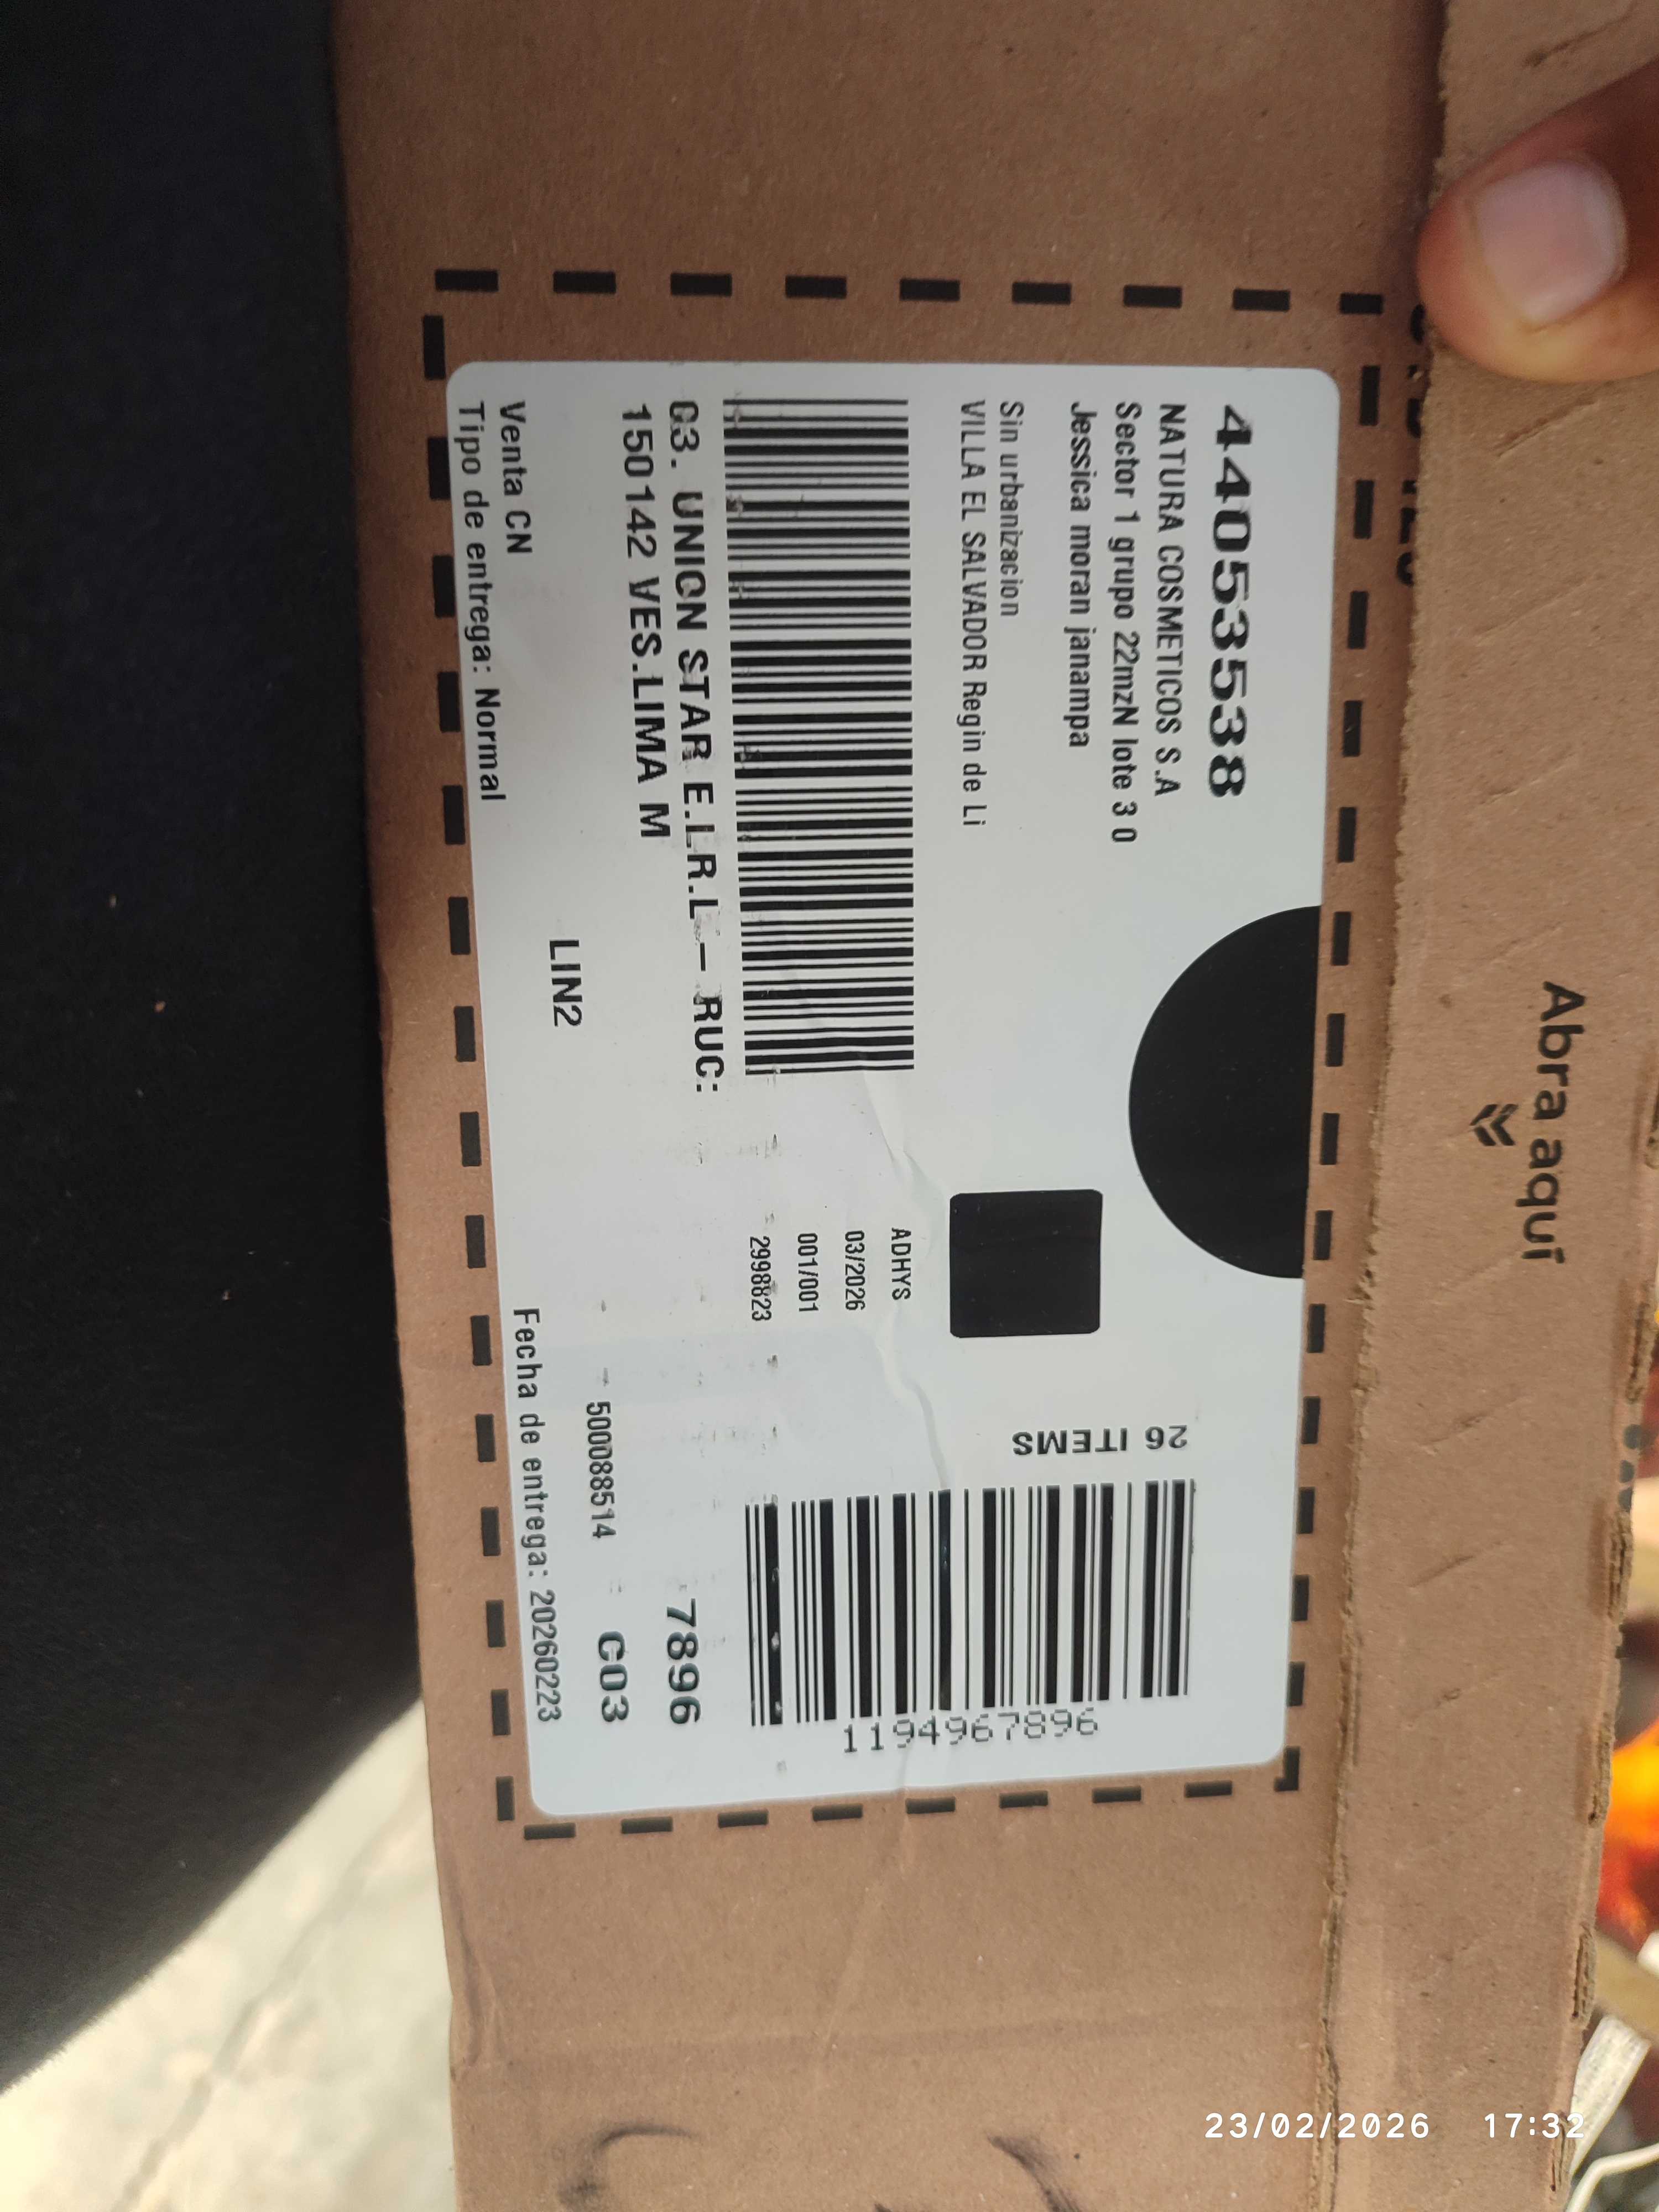 440535538
NATURA COSMETICOS S.A
Sector 1 grupo 22mzN lote 3 0
Jessica moran janampa
Sin urbanizacion
VILLA EL SALVADOR Regin de Li
ADHYS
03/2026
001/001
2998823
26 ITEMS
1194967896
C3. UNION STAR E.I.R.L.– RUC:
150142 VES.LIMA M
7896
500088514
C03
LIN2
Venta CN
Tipo de entrega: Normal
Fecha de entrega: 20260223
Abra aquí
23/02/2026 17:32